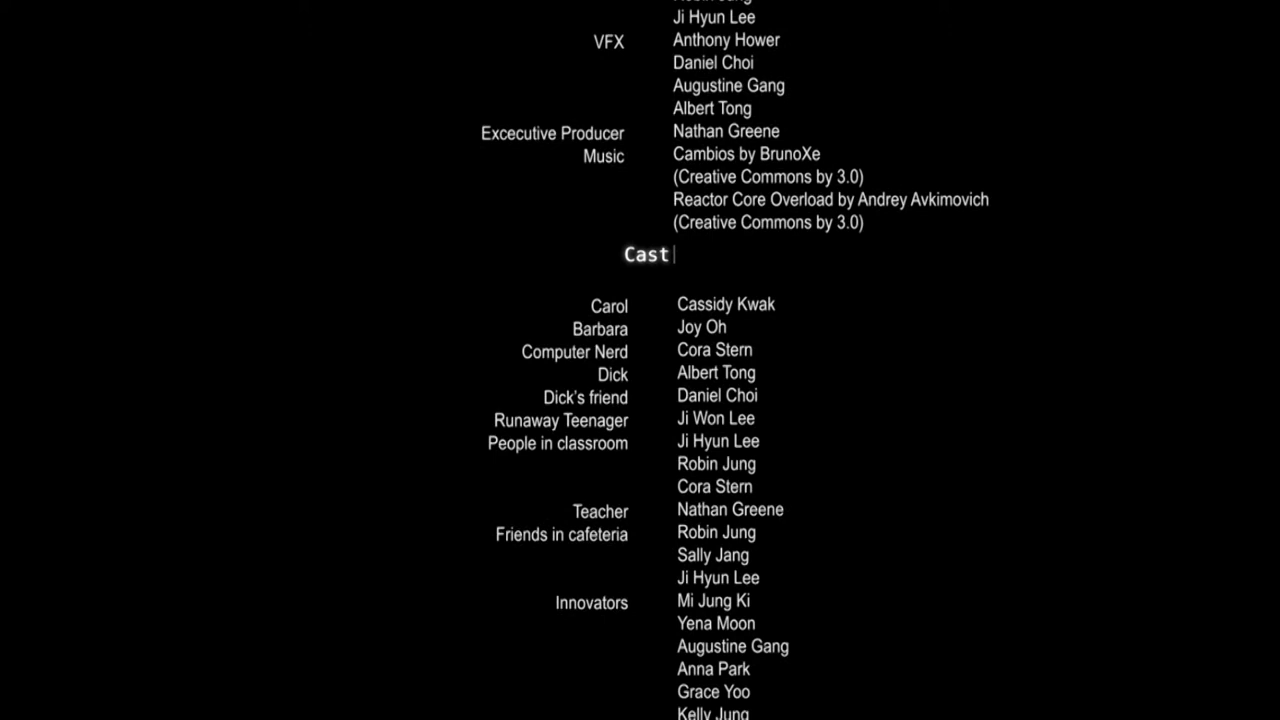 Ji Hyun Lee
VFX Anthony Hower
Daniel Choi
Augustine Gang
Albert Tong
Excecutive Producer Nathan Greene
Music Cambios by BrunoXe
(Creative Commons by 3.0)
Reactor Core Overload by Andrey Avkimovich
(Creative Commons by 3.0)
Cast
Carol Cassidy Kwak
Barbara Joy Oh
Computer Nerd Cora Stern
Dick Albert Tong
Dick's friend Daniel Choi
Runaway Teenager Ji Won Lee
People in classroom Ji Hyun Lee
Robin Jung
Cora Stern
Teacher Nathan Greene
Friends in cafeteria Robin Jung
Sally Jang
Ji Hyun Lee
Innovators Mi Jung Ki
Yena Moon
Augustine Gang
Anna Park
Grace Yoo
Kelly Jung